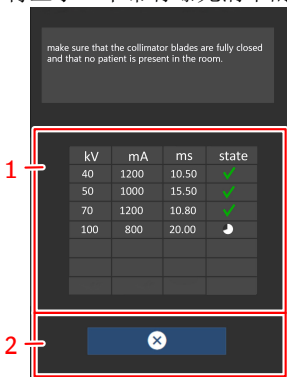 make sure that the collimator blades are fully closed
and that no patient is present in the room.
1
kV mA ms state
40 1200 10.50
50 1000 15.50
70 1200 10.80
100 800 20.00
2